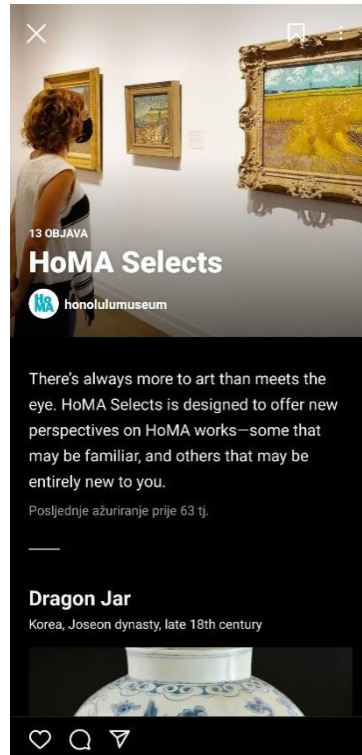 13 OBJAVA
HoMA Selects
HoMA
honolulumuseum
There's always more to art than meets the
eye. HoMA Selects is designed to offer new
perspectives on HoMA works—some that
may be familiar, and others that may be
entirely new to you.
Posljednje ažuriranje prije 63 tj.
Dragon Jar
Korea, Joseon dynasty, late 18th century